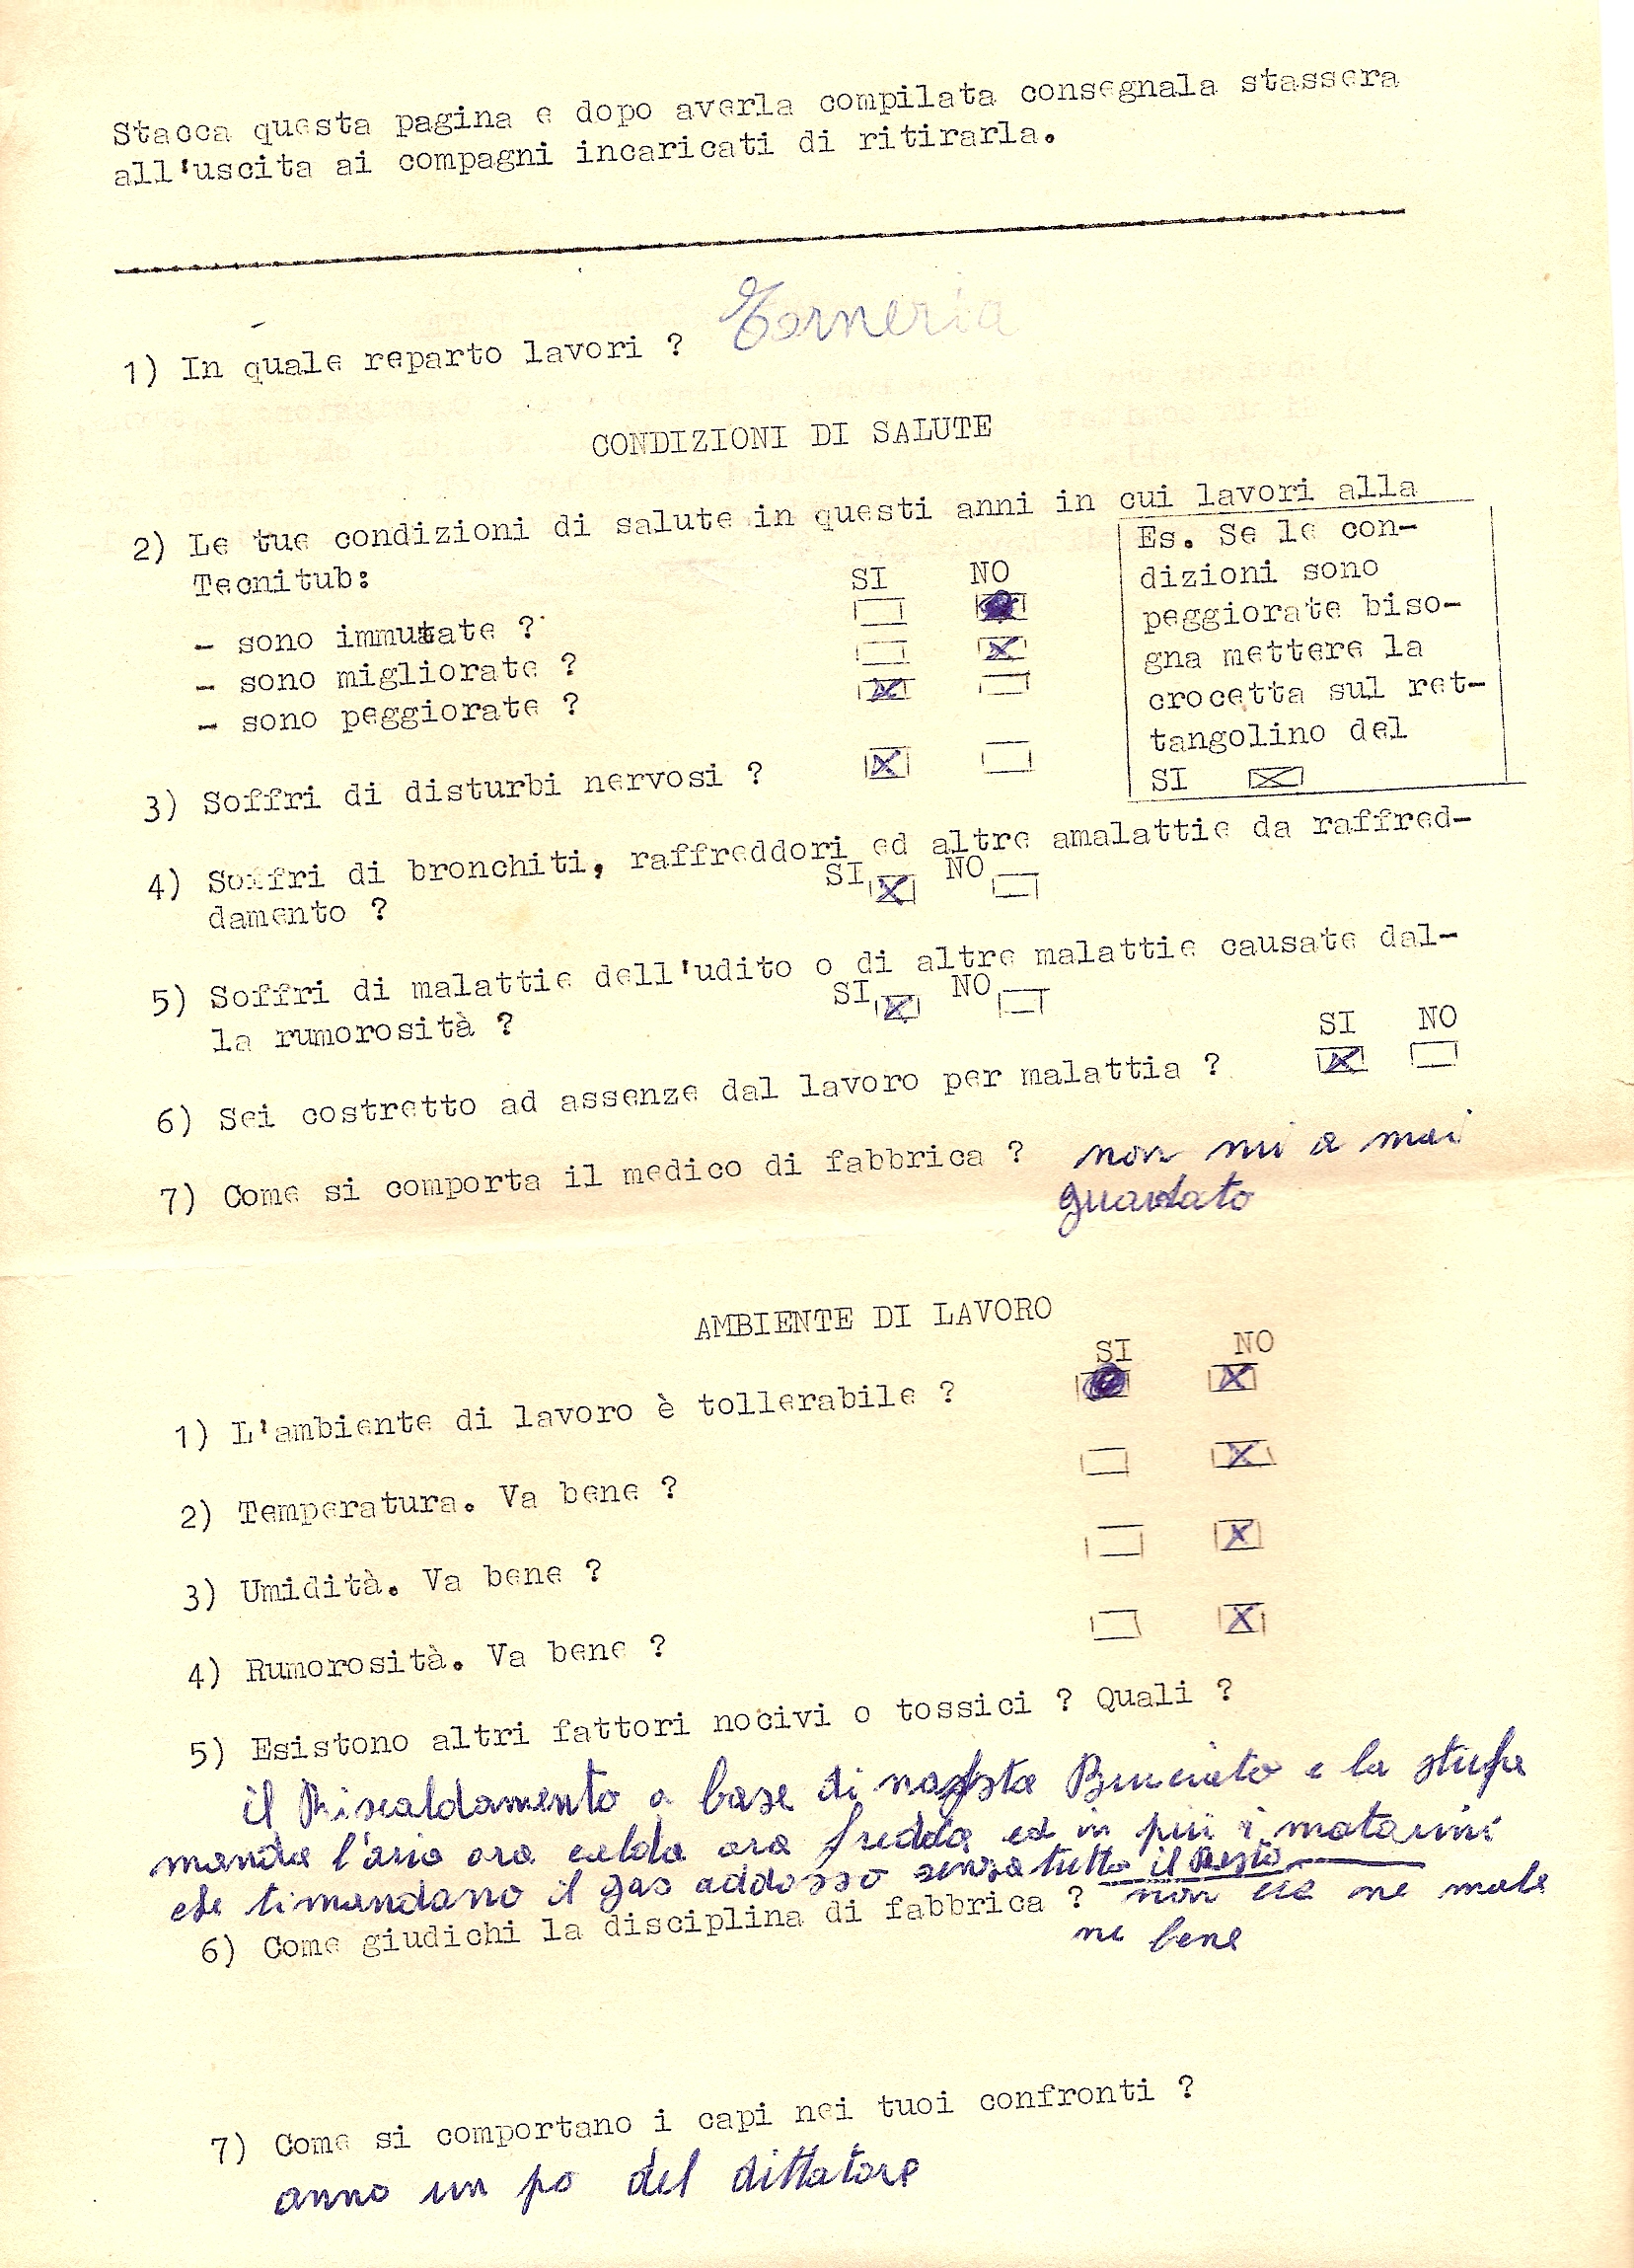 Stacca questa pagina e dopo averla compilata consegnala stassera
all'uscita ai compagni incaricati di ritirarla.
1) In quale reparto lavori ? Torneria
CONDIZIONI DI SALUTE
2) Le tue condizioni di salute in questi anni in cui lavori alla
Tecnitub:
SI NO
- sono immutate ?
- sono migliorate ?
- sono peggiorate ?
Es. Se le con-
dizioni sono
peggiorate biso-
gna mettere la
crocetta sul ret-
tangolino del
SI
3) Soffri di disturbi nervosi ?
4) Soffri di bronchiti, raffreddori ed altre amalattie da raffred-
damento ? SI NO
5) Soffri di malattie dell'udito o di altre malattie causate dal-
la rumorosità ? SI NO
SI NO
6) Sei costretto ad assenze dal lavoro per malattia ?
7) Come si comporta il medico di fabbrica ? non mi a mai
guardato
AMBIENTE DI LAVORO
SI NO
1) L'ambiente di lavoro è tollerabile ?
2) Temperatura. Va bene ?
3) Umidità. Va bene ?
4) Rumorosità. Va bene ?
5) Esistono altri fattori nocivi o tossici ? Quali ?
il Riscaldamento a base di nafta Bruciato e la stufa
manda l'aria ora calda ora fredda ed in più i motorini
che timandano il gas addosso senza tutto il Resto
6) Come giudichi la disciplina di fabbrica ? non ce ne male
ne bene
7) Come si comportano i capi nei tuoi confronti ?
anno un po del dittatore